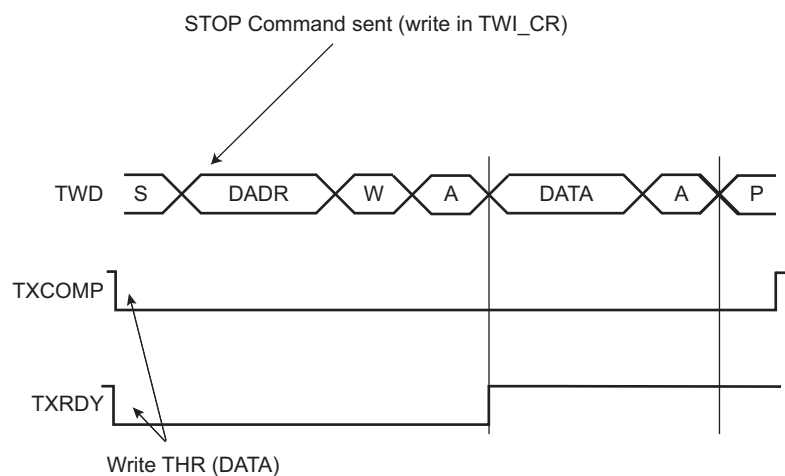 STOP Command sent (write in TWI_CR)
TWD S DADR W A DATA A P
TXCOMP
TXRDY
Write THR (DATA)